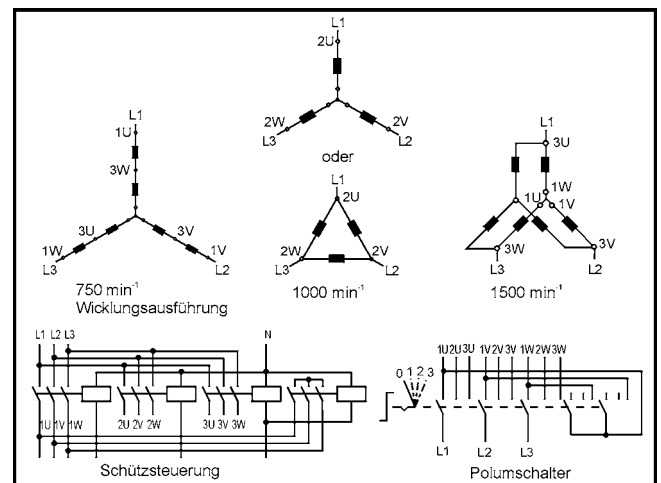 L1
2U
2W
2V
L3
L2
oder
L1
1U
3W
3U
3V
1W
1V
L3
L2
750 min⁻¹
Wicklungsausführung
L1
2U
2W
2V
L3
L2
1000 min⁻¹
L1
3U
1W
1U
1V
3W
3V
L3
L2
1500 min⁻¹
L1 L2 L3
N
1U 1V 1W
2U 2V 2W
3U 3V 3W
Schützsteuerung
1U2U3U 1V2V3V 1W2W3W
0 1 2 3
L1
L2
L3
Polumschalter